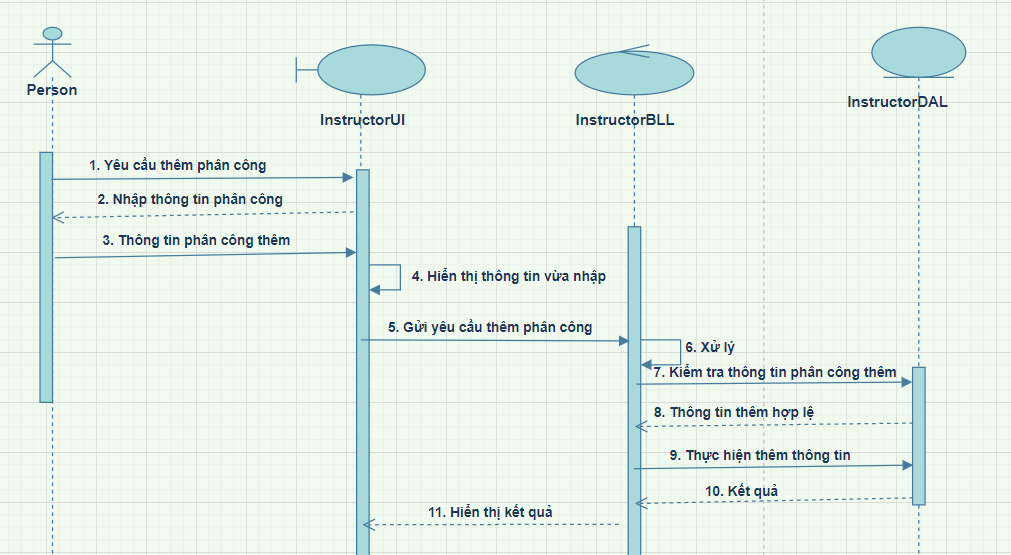 Person
InstructorUI
InstructorBLL
InstructorDAL
1. Yêu cầu thêm phân công
2. Nhập thông tin phân công
3. Thông tin phân công thêm
4. Hiển thị thông tin vừa nhập
5. Gửi yêu cầu thêm phân công
6. Xử lý
7. Kiểm tra thông tin phân công thêm
8. Thông tin thêm hợp lệ
9. Thực hiện thêm thông tin
10. Kết quả
11. Hiển thị kết quả